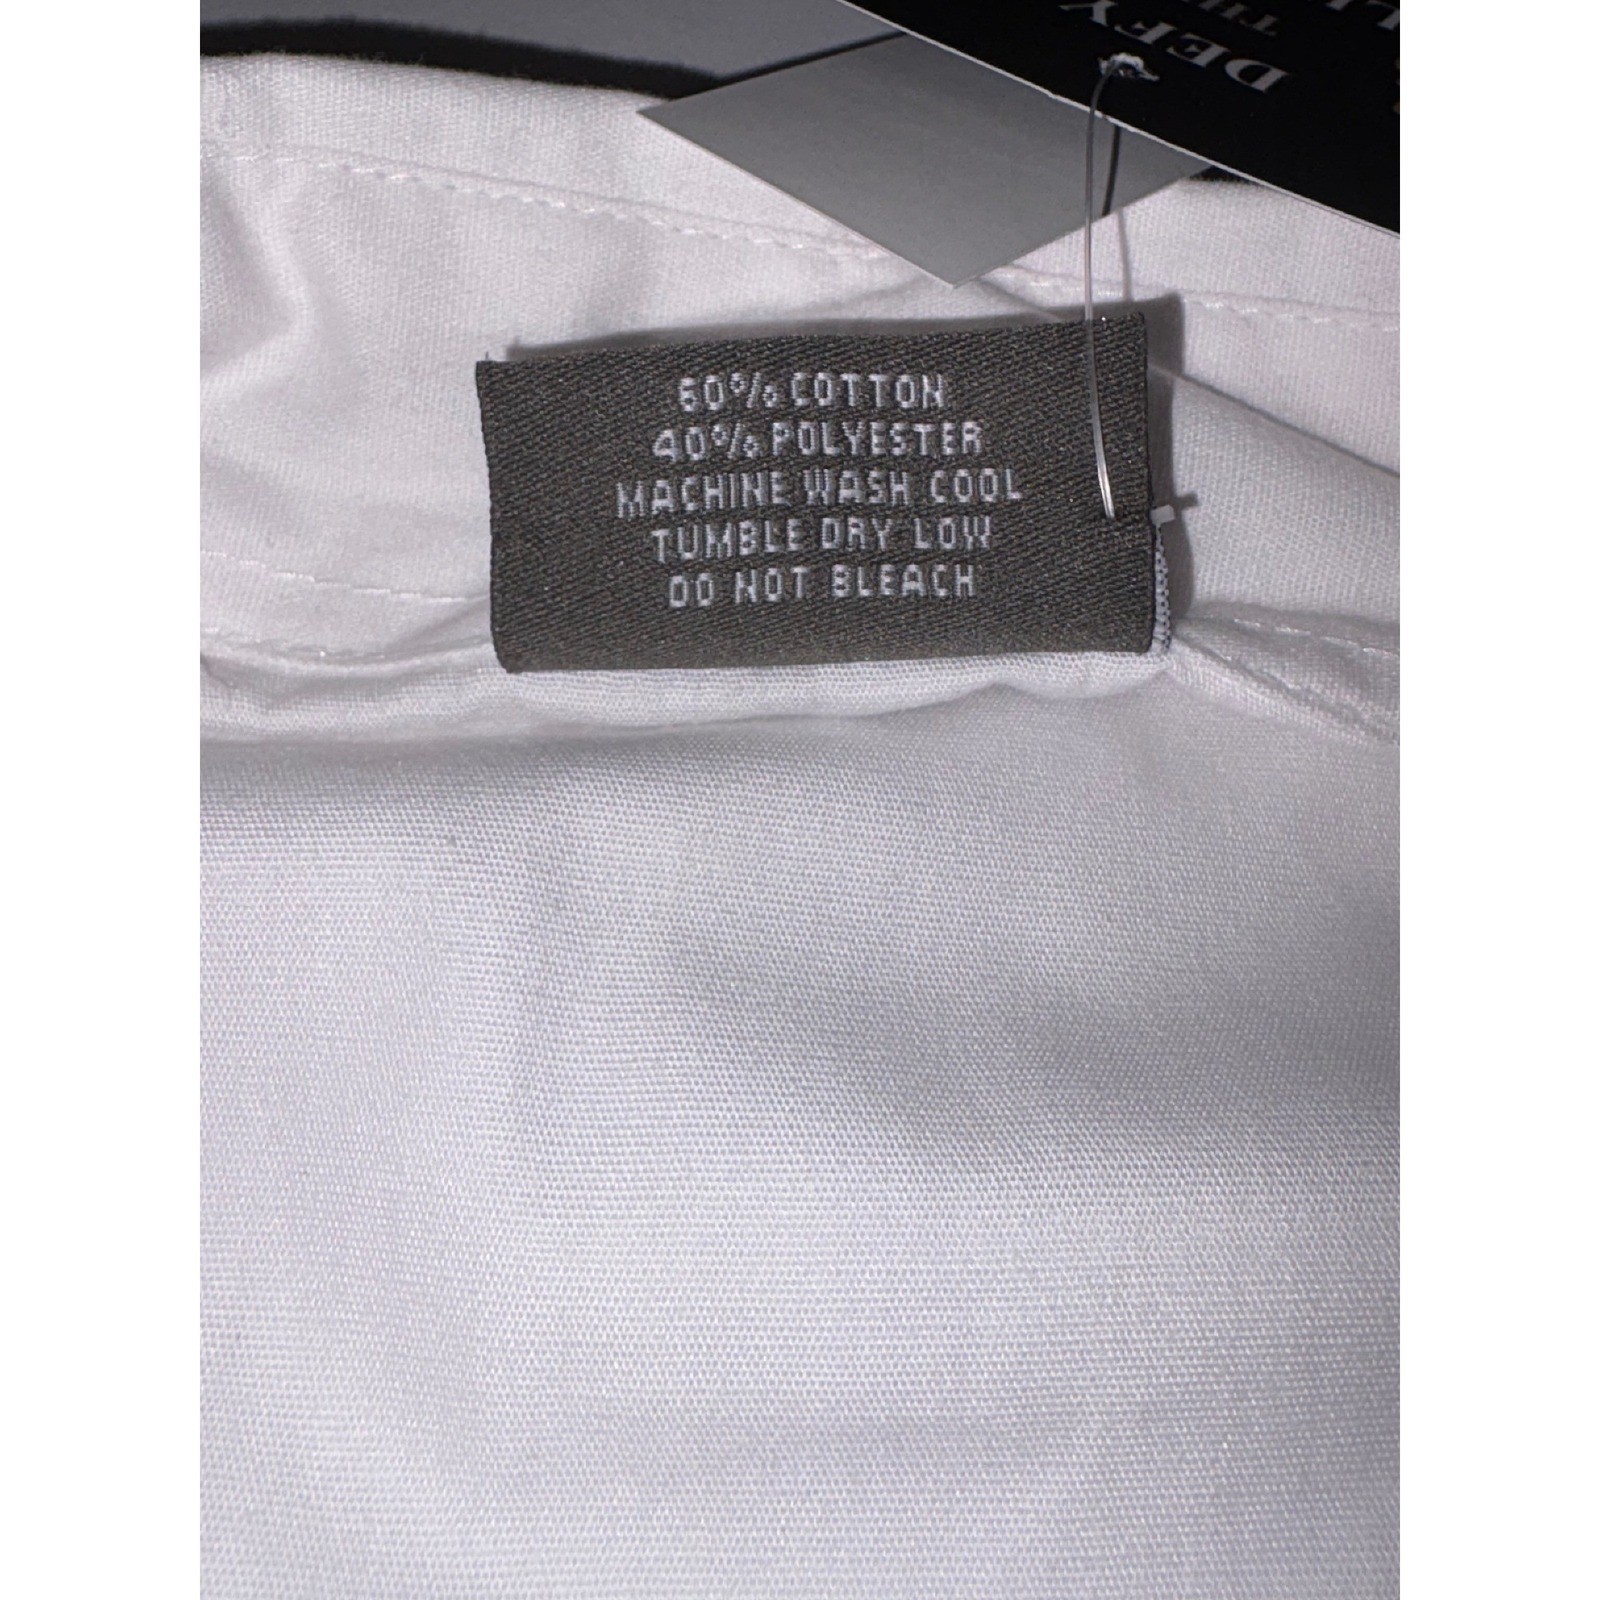 60% COTTON
40% POLYESTER
MACHINE WASH COOL
TUMBLE DRY LOW
DO NOT BLEACH
DEFY